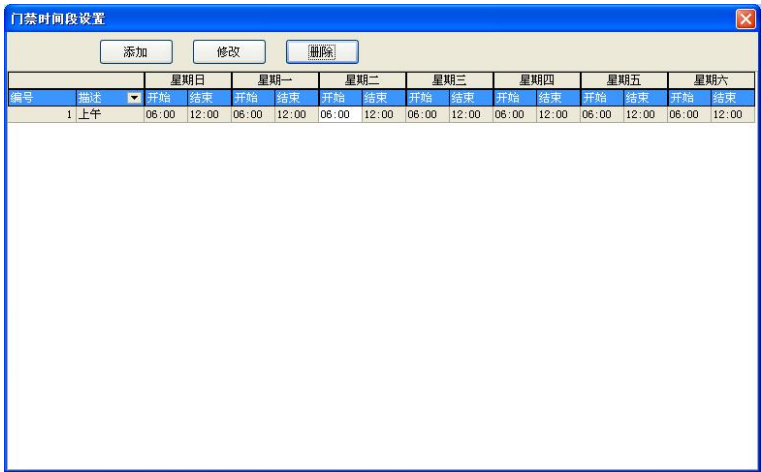 门禁时间段设置
添加 修改 删除
星期日 星期一 星期二 星期三 星期四 星期五 星期六
编号 描述 开始 结束 开始 结束 开始 结束 开始 结束 开始 结束 开始 结束 开始 结束
1 上午 06:00 12:00 06:00 12:00 06:00 12:00 06:00 12:00 06:00 12:00 06:00 12:00 06:00 12:00